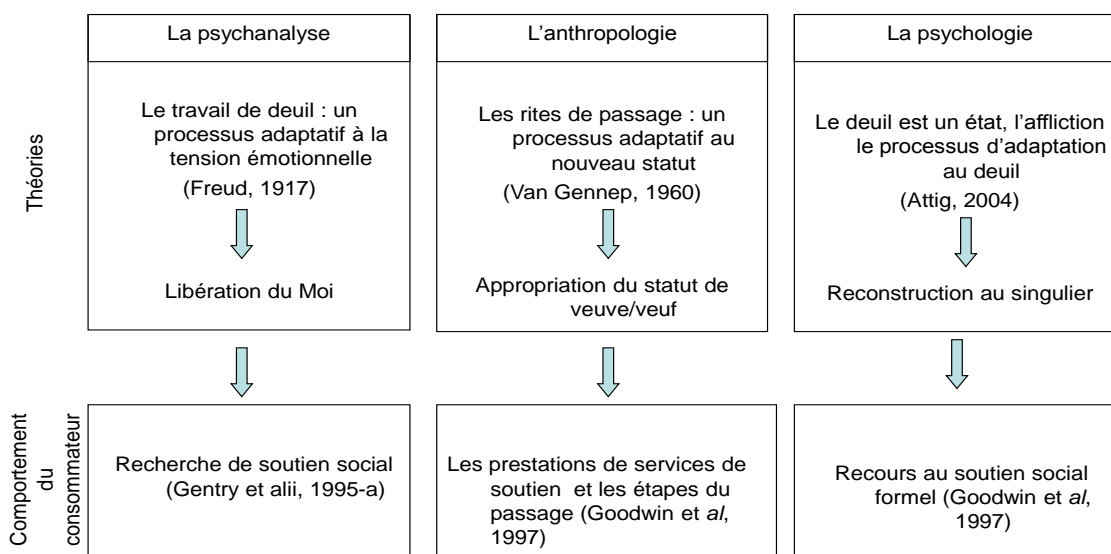 La psychanalyse
L'anthropologie
La psychologie
Théories
Le travail de deuil : un
processus adaptatif à la
tension émotionnelle
(Freud, 1917)
Libération du Moi
Les rites de passage : un
processus adaptatif au
nouveau statut
(Van Gennep, 1960)
Appropriation du statut de
veuve/veuf
Le deuil est un état, l'affliction
le processus d'adaptation
au deuil
(Attig, 2004)
Reconstruction au singulier
Comportement
du
consommateur
Recherche de soutien social
(Gentry et alii, 1995-a)
Les prestations de services de
soutien et les étapes du
passage (Goodwin et al,
1997)
Recours au soutien social
formel (Goodwin et al,
1997)